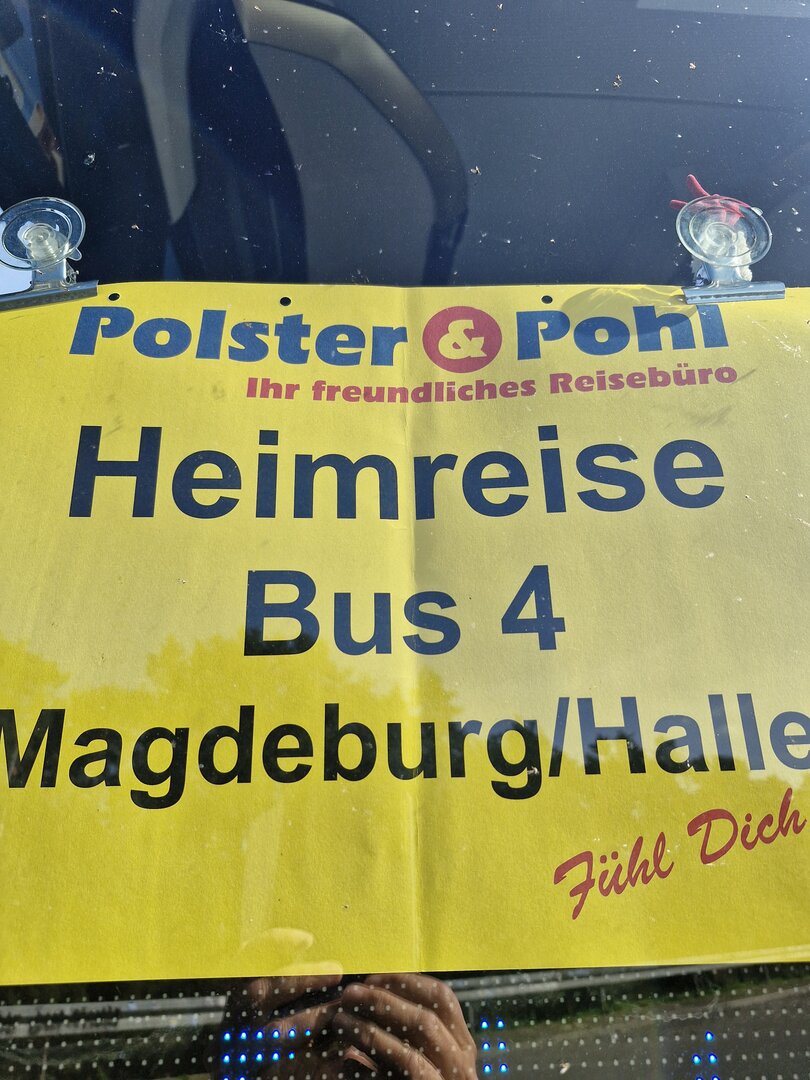 Polster & Pohl
Ihr freundliches Reisebüro
Heimreise
Bus 4
Magdeburg/Halle
Fühl Dich